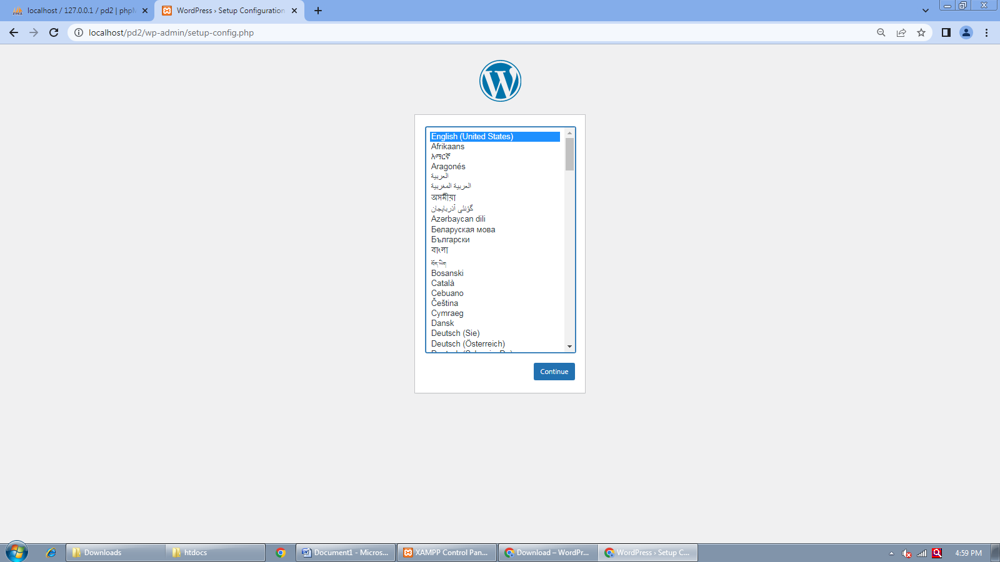 localhost / 127.0.0.1 / pd2 | phpM
WordPress › Setup Configuration
localhost/pd2/wp-admin/setup-config.php
English (United States)
Afrikaans
አማርኛ
Aragonés
العربية
العربية المغربية
অসমীয়া
گؤنئی آذربایجان
Azərbaycan dili
Беларуская мова
Български
বাংলা
བོད་ཡིག
Bosanski
Català
Cebuano
Čeština
Cymraeg
Dansk
Deutsch (Sie)
Deutsch (Österreich)
Continue
Downloads
htdocs
Document1 - Micros...
XAMPP Control Pan...
Download – WordPr...
WordPress › Setup C...
4:59 PM